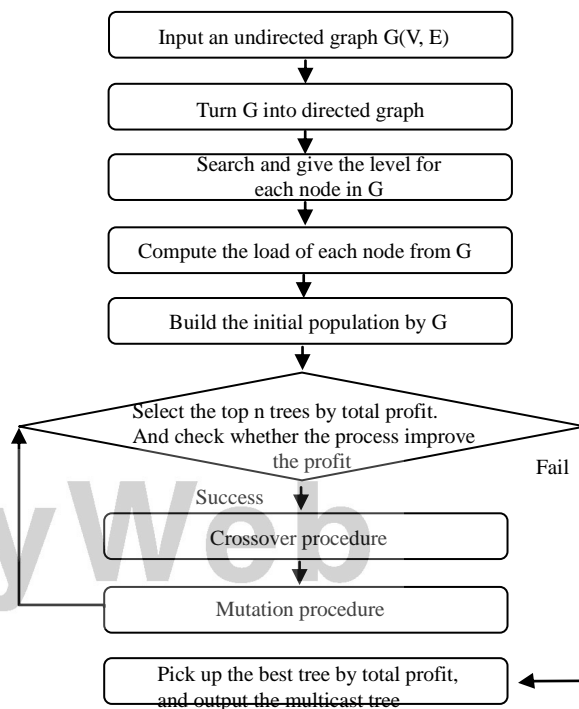 Input an undirected graph G(V, E)
Turn G into directed graph
Search and give the level for
each node in G
Compute the load of each node from G
Build the initial population by G
Select the top n trees by total profit.
And check whether the process improve
the profit
Fail
Success
Crossover procedure
Mutation procedure
Pick up the best tree by total profit,
and output the multicast tree
yWeb